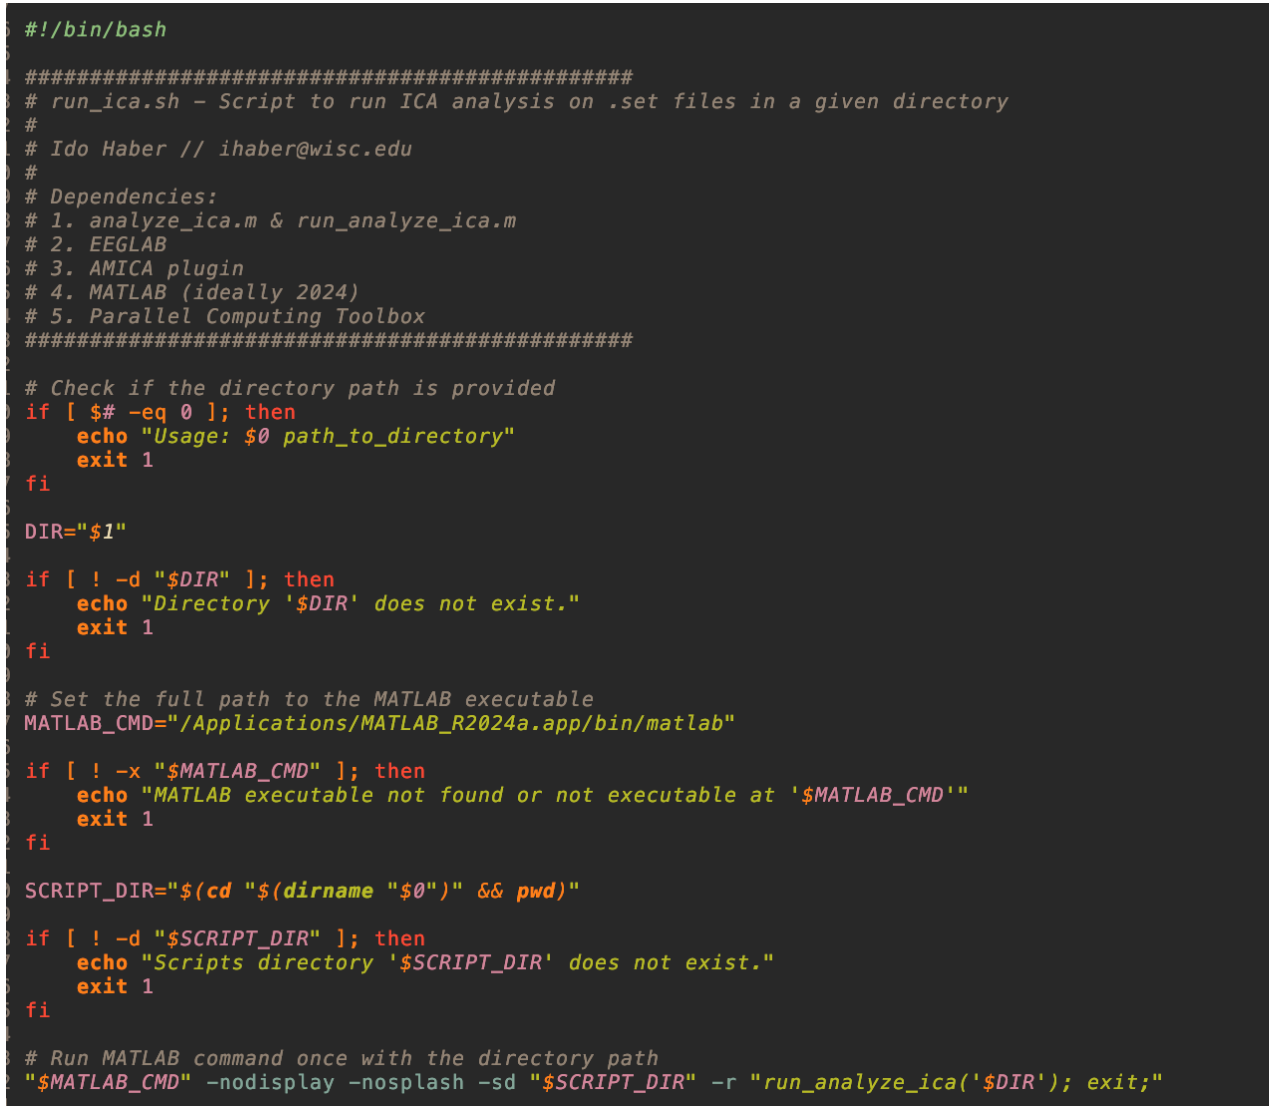 #!/bin/bash
###############################################
# run_ica.sh – Script to run ICA analysis on .set files in a given directory
#
# Ido Haber // ihaber@wisc.edu
#
# Dependencies:
# 1. analyze_ica.m & run_analyze_ica.m
# 2. EEGLAB
# 3. AMICA plugin
# 4. MATLAB (ideally 2024)
# 5. Parallel Computing Toolbox
###############################################
# Check if the directory path is provided
if [ $# -eq 0 ]; then
    echo "Usage: $0 path_to_directory"
    exit 1
fi
DIR="$1"
if [ ! -d "$DIR" ]; then
    echo "Directory '$DIR' does not exist."
    exit 1
fi
# Set the full path to the MATLAB executable
MATLAB_CMD="/Applications/MATLAB_R2024a.app/bin/matlab"
if [ ! -x "$MATLAB_CMD" ]; then
    echo "MATLAB executable not found or not executable at '$MATLAB_CMD'"
    exit 1
fi
SCRIPT_DIR="$(cd "$(dirname "$0")" && pwd)"
if [ ! -d "$SCRIPT_DIR" ]; then
    echo "Scripts directory '$SCRIPT_DIR' does not exist."
    exit 1
fi
# Run MATLAB command once with the directory path
"$MATLAB_CMD" -nodisplay -nosplash -sd "$SCRIPT_DIR" -r "run_analyze_ica('$DIR'); exit;"